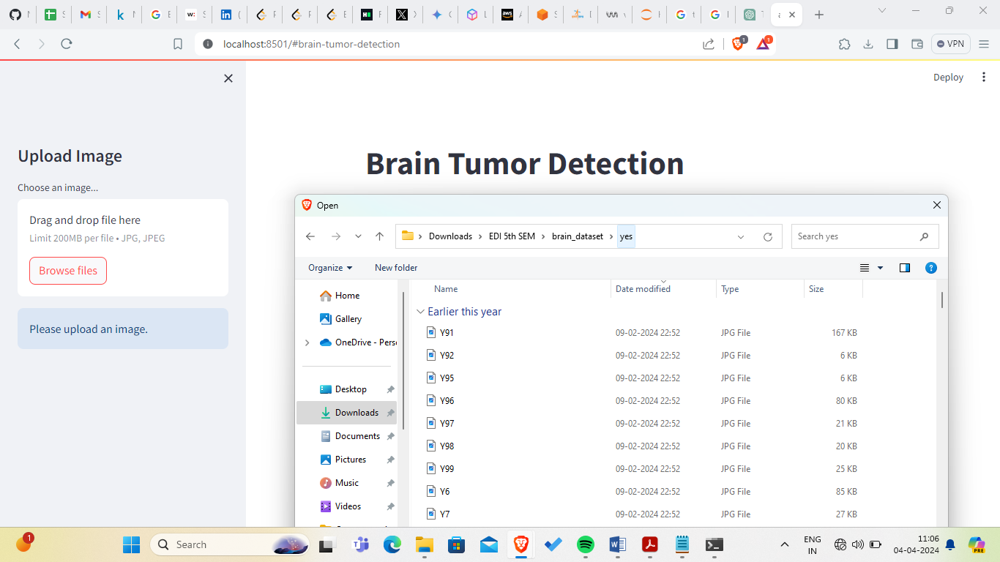 S
S
k
N
E
w:
S
(
F
F
E
F
X
X
G
L
aws
A
S
D
v
H
t
I
T
a
localhost:8501/#brain-tumor-detection
1
1
VPN
Deploy
Upload Image
Choose an image...
Drag and drop file here
Limit 200MB per file • JPG, JPEG
Browse files
Please upload an image.
Brain Tumor Detection
Open
Downloads > EDI 5th SEM > brain_dataset > yes
Search yes
Organize
New folder
Home
Gallery
OneDrive - Pers
Desktop
Downloads
Documents
Pictures
Music
Videos
Name Date modified Type Size
Earlier this year
Y91 09-02-2024 22:52 JPG File 167 KB
Y92 09-02-2024 22:52 JPG File 6 KB
Y95 09-02-2024 22:52 JPG File 6 KB
Y96 09-02-2024 22:52 JPG File 80 KB
Y97 09-02-2024 22:52 JPG File 21 KB
Y98 09-02-2024 22:52 JPG File 20 KB
Y99 09-02-2024 22:52 JPG File 25 KB
Y6 09-02-2024 22:52 JPG File 85 KB
Y7 09-02-2024 22:52 JPG File 27 KB
1
Search
ENG
IN
11:06
04-04-2024
PRE